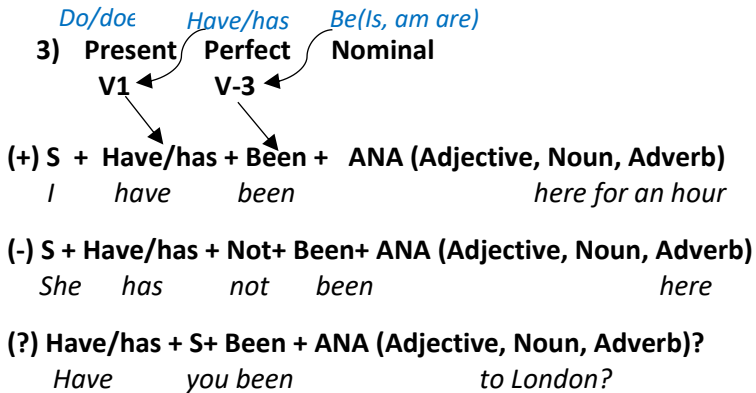 Do/doe Have/has Be(Is, am are)
3) Present Perfect Nominal
V1 V-3
(+) S + Have/has + Been + ANA (Adjective, Noun, Adverb)
I have been here for an hour
(-) S + Have/has + Not+ Been+ ANA (Adjective, Noun, Adverb)
She has not been here
(?) Have/has + S+ Been + ANA (Adjective, Noun, Adverb)?
Have you been to London?